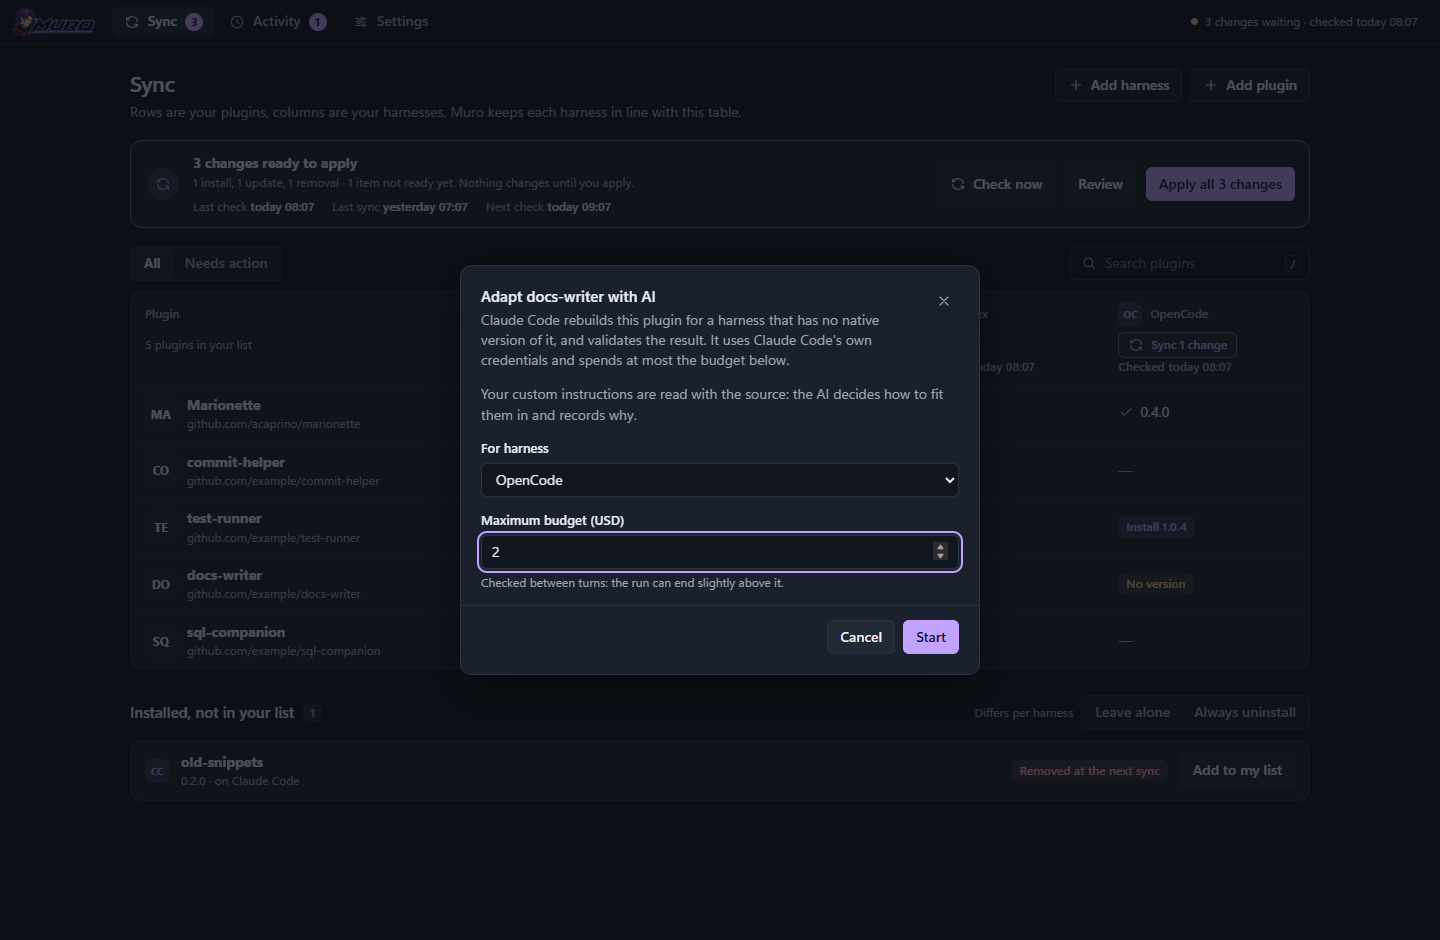 MURO
Sync 3
Activity 1
Settings
3 changes waiting · checked today 08:07
Sync
Add harness
Add plugin
Rows are your plugins, columns are your harnesses. Muro keeps each harness in line with this table.
3 changes ready to apply
1 install, 1 update, 1 removal · 1 item not ready yet. Nothing changes until you apply.
Last check today 08:07 Last sync yesterday 07:07 Next check today 09:07
Check now
Review
Apply all 3 changes
All
Needs action
Search plugins
/
Plugin
5 plugins in your list
ex
OC OpenCode
Sync 1 change
oday 08:07
Checked today 08:07
MA
Marionette
github.com/acaprino/marionette
0.4.0
CO
commit-helper
github.com/example/commit-helper
—
TE
test-runner
github.com/example/test-runner
Install 1.0.4
DO
docs-writer
github.com/example/docs-writer
No version
SQ
sql-companion
github.com/example/sql-companion
—
Adapt docs-writer with AI
Claude Code rebuilds this plugin for a harness that has no native
version of it, and validates the result. It uses Claude Code's own
credentials and spends at most the budget below.
Your custom instructions are read with the source: the AI decides how to fit
them in and records why.
For harness
OpenCode
Maximum budget (USD)
2
Checked between turns: the run can end slightly above it.
Cancel
Start
Installed, not in your list 1
Differs per harness
Leave alone
Always uninstall
CC
old-snippets
0.2.0 · on Claude Code
Removed at the next sync
Add to my list